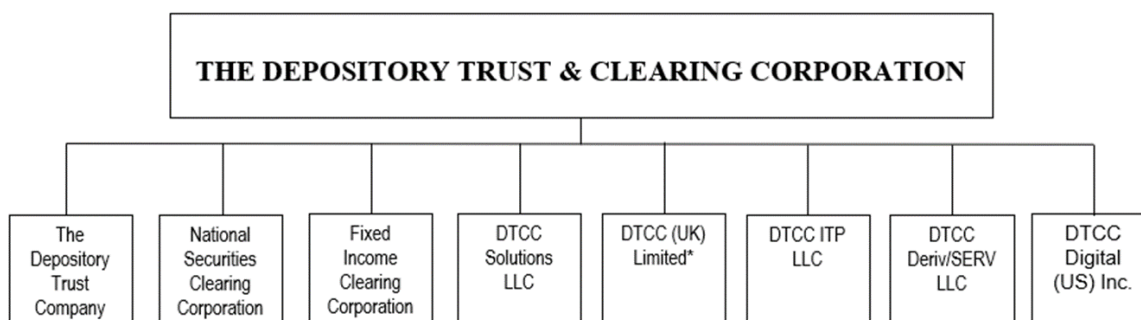 THE DEPOSITORY TRUST & CLEARING CORPORATION
The
Depository
Trust
Company
National
Securities
Clearing
Corporation
Fixed
Income
Clearing
Corporation
DTCC
Solutions
LLC
DTCC (UK)
Limited*
DTCC ITP
LLC
DTCC
Deriv/SERV
LLC
DTCC
Digital
(US) Inc.